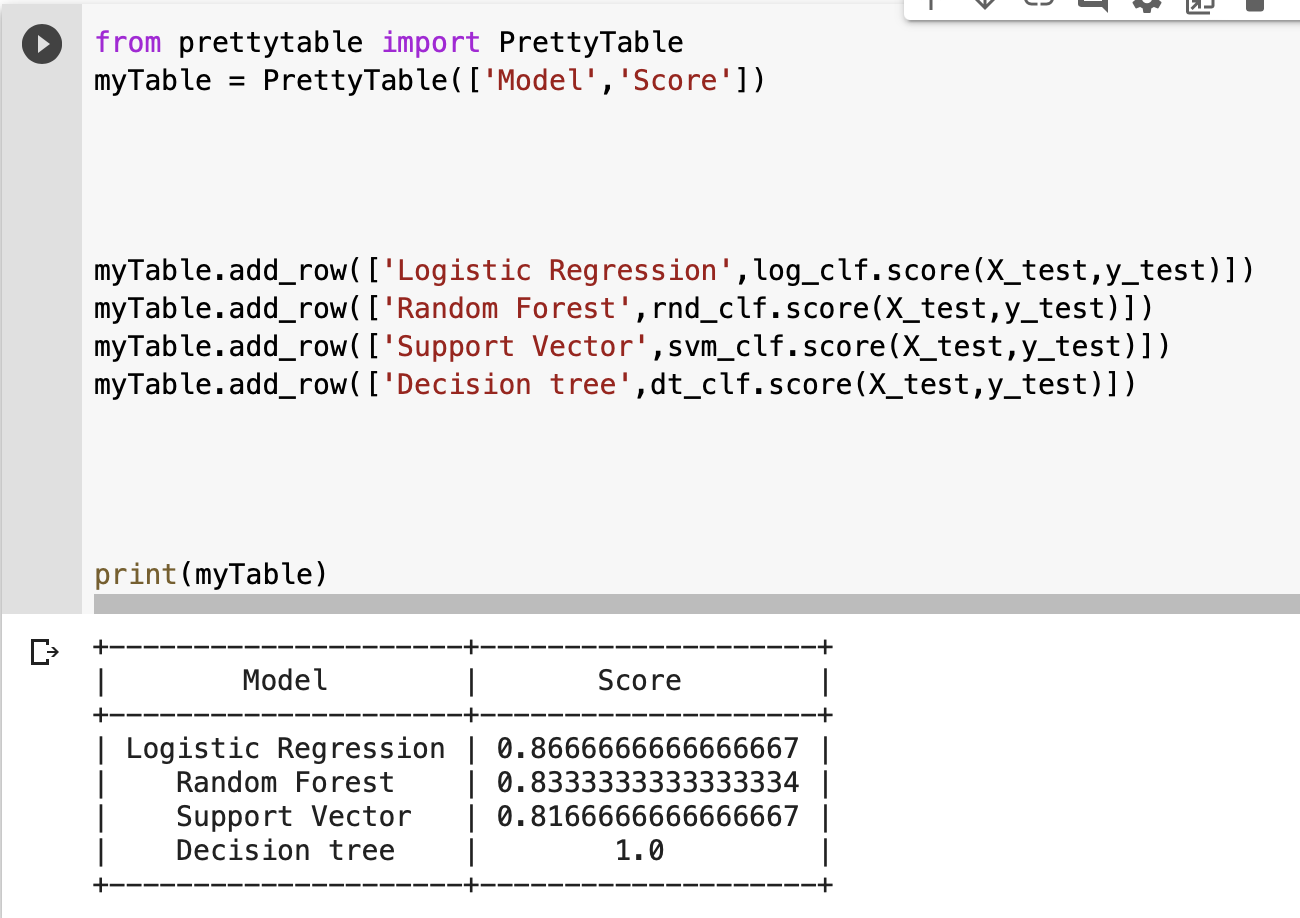 from prettytable import PrettyTable
myTable = PrettyTable(['Model','Score'])
myTable.add_row(['Logistic Regression',log_clf.score(X_test,y_test)])
myTable.add_row(['Random Forest',rnd_clf.score(X_test,y_test)])
myTable.add_row(['Support Vector',svm_clf.score(X_test,y_test)])
myTable.add_row(['Decision tree',dt_clf.score(X_test,y_test)])
print(myTable)
+---------------------+--------------------+
|        Model        |       Score        |
+---------------------+--------------------+
| Logistic Regression | 0.8666666666666667 |
|    Random Forest    | 0.8333333333333334 |
|    Support Vector   | 0.8166666666666667 |
|    Decision tree    |        1.0         |
+---------------------+--------------------+